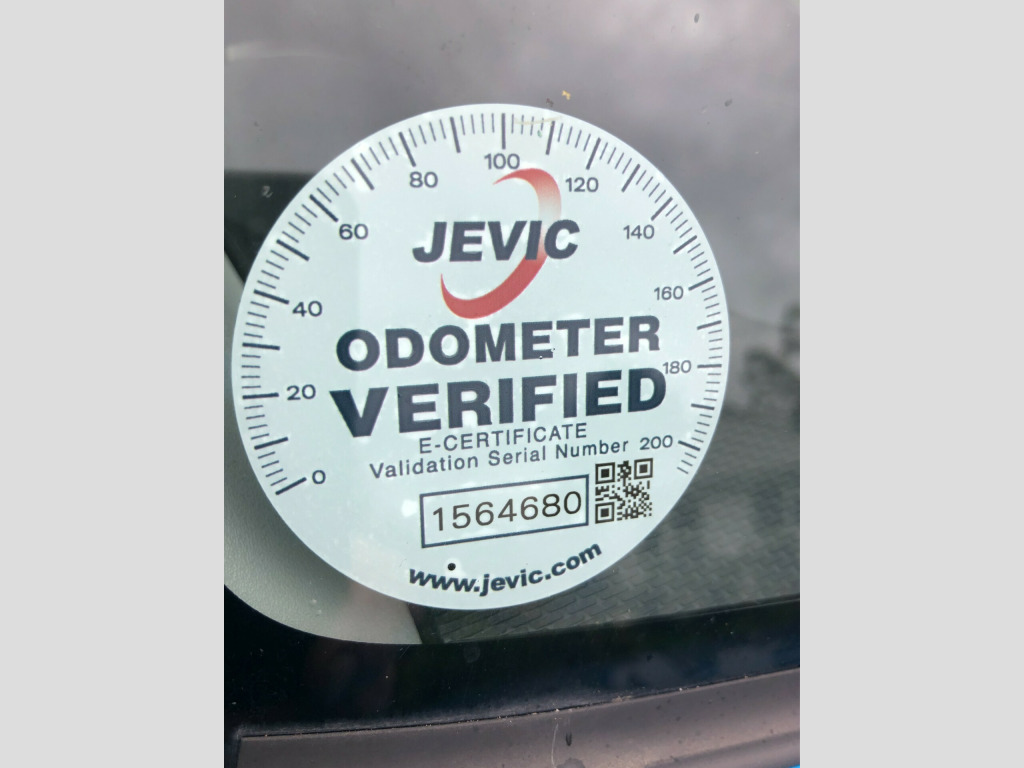 0
20
40
60
80
100
120
140
160
180
200
JEVIC
ODOMETER
VERIFIED
E-CERTIFICATE
Validation Serial Number
1564680
www.jevic.com